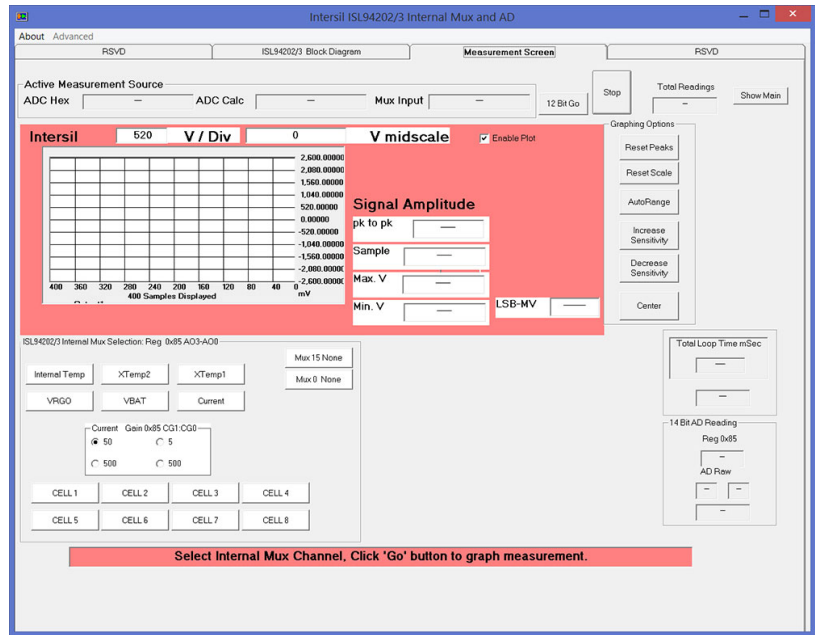 Intersil ISL94202/3 Internal Mux and AD
About Advanced
RSVD ISL94202/3 Block Diagram Measurement Screen RSVD
Active Measurement Source
ADC Hex – ADC Calc – Mux Input – 12 Bit Go Stop
Total Readings
–
Show Main
Intersil 520 V / Div 0 V midscale Enable Plot
2,600.00000
2,080.00000
1,560.00000
1,040.00000
520.00000
0.00000
-520.00000
-1,040.00000
-1,560.00000
-2,080.0000
-2,600.0000
400 360 320 280 240 200 160 120 80 40 0
400 Samples Displayed mV
Signal Amplitude
pk to pk —
Sample —
Max. V —
Min. V —
LSB-MV —
Graphing Options
Reset Peaks
Reset Scale
AutoRange
Increase
Sensitivity
Decrease
Sensitivity
Center
ISL94202/3 Internal Mux Selection: Reg 0x85 AO3-AO0
Mux 15 None
Internal Temp XTemp2 XTemp1 Mux 0 None
VRGO VBAT Current
Current Gain 0x85 CG1:CG0
50 5
500 500
CELL 1 CELL 2 CELL 3 CELL 4
CELL 5 CELL 6 CELL 7 CELL 8
Total Loop Time mSec
—
—
14 Bit AD Reading
Reg 0x85
–
AD Raw
– –
–
Select Internal Mux Channel, Click 'Go' button to graph measurement.